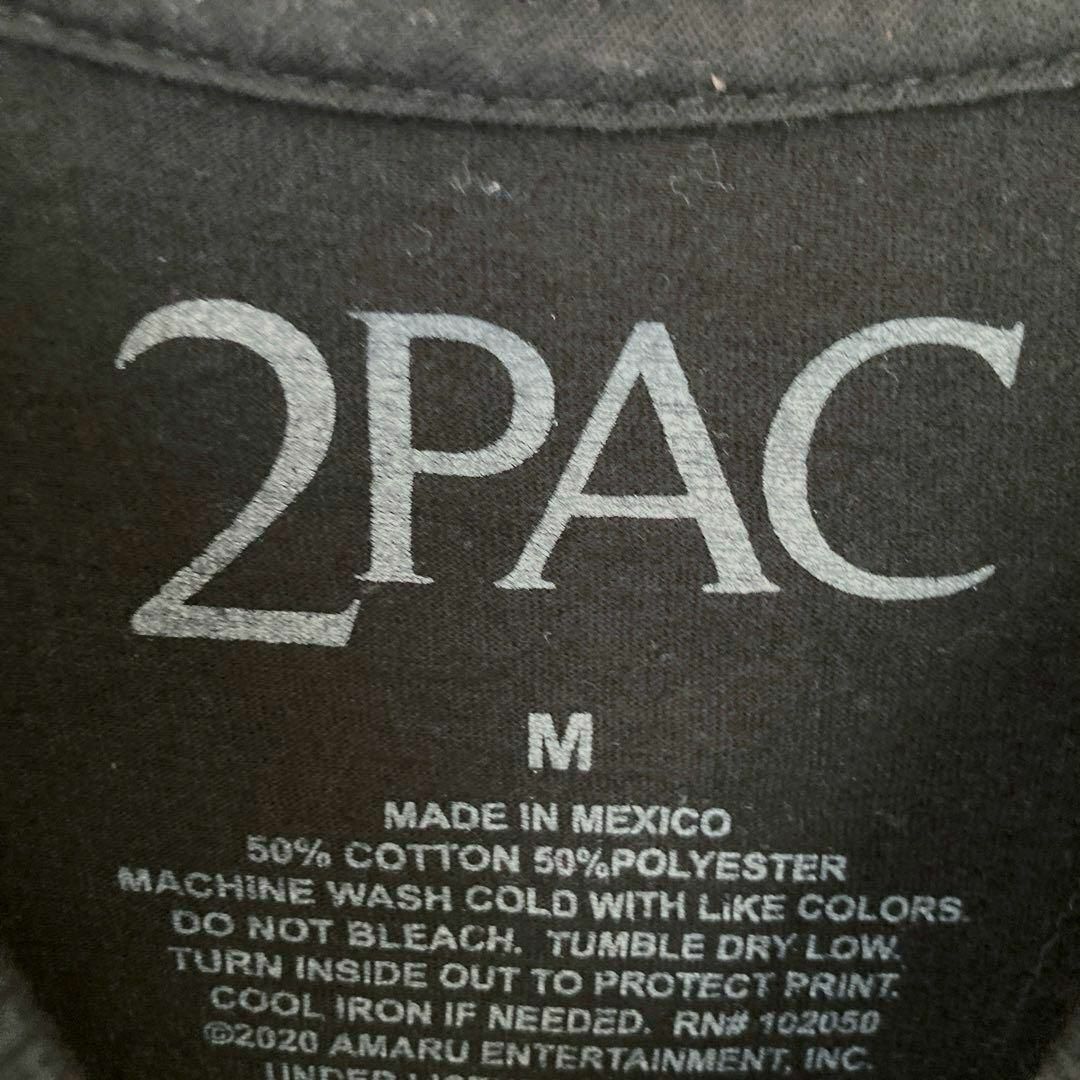 2PAC
M
MADE IN MEXICO
50% COTTON 50%POLYESTER
MACHINE WASH COLD WITH LIKE COLORS.
DO NOT BLEACH. TUMBLE DRY LOW.
TURN INSIDE OUT TO PROTECT PRINT.
COOL IRON IF NEEDED. RN# 102050
©2020 AMARU ENTERTAINMENT, INC.
UNDER